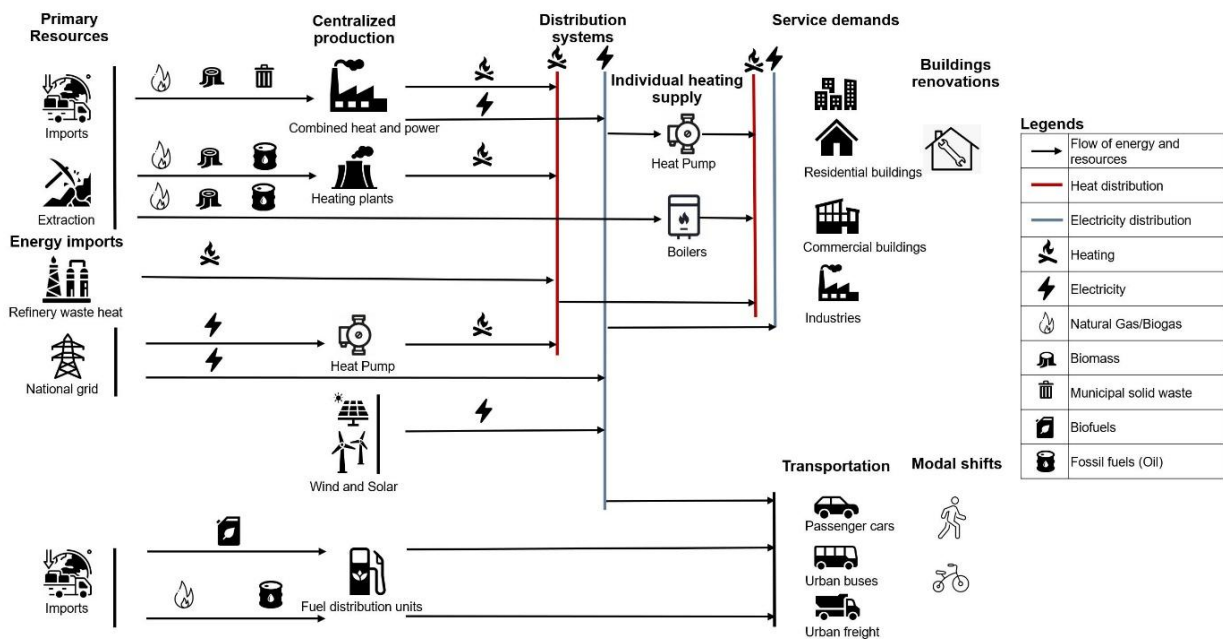 Primary
Resources
Centralized
production
Distribution
systems
Service demands
Individual heating
supply
Buildings
renovations
Imports
Combined heat and power
Heat Pump
Residential buildings
Extraction
Heating plants
Boilers
Commercial buildings
Energy imports
Refinery waste heat
Industries
National grid
Heat Pump
Wind and Solar
Transportation
Modal shifts
Passenger cars
Urban buses
Imports
Fuel distribution units
Urban freight
Legends
Flow of energy and
resources
Heat distribution
Electricity distribution
Heating
Electricity
Natural Gas/Biogas
Biomass
Municipal solid waste
Biofuels
Fossil fuels (Oil)